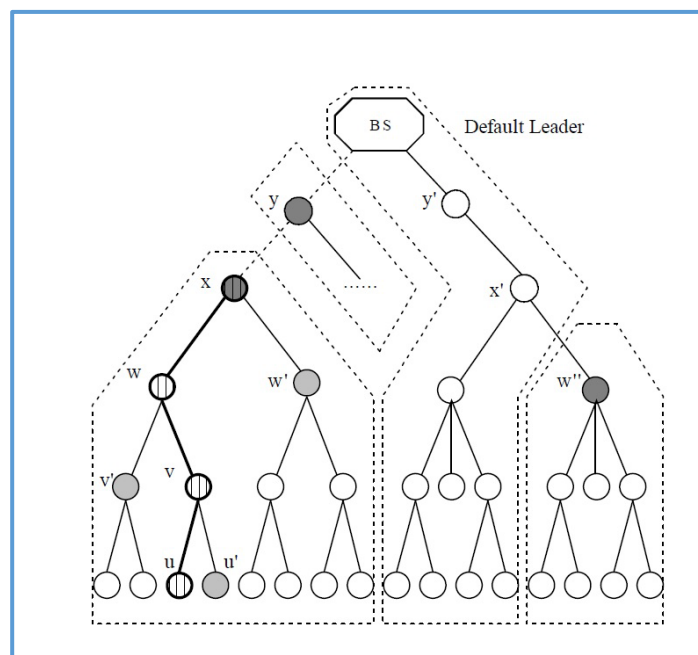 BS
Default Leader
y
y'
x
.....
x'
w
w'
w''
v'
v
u
u'